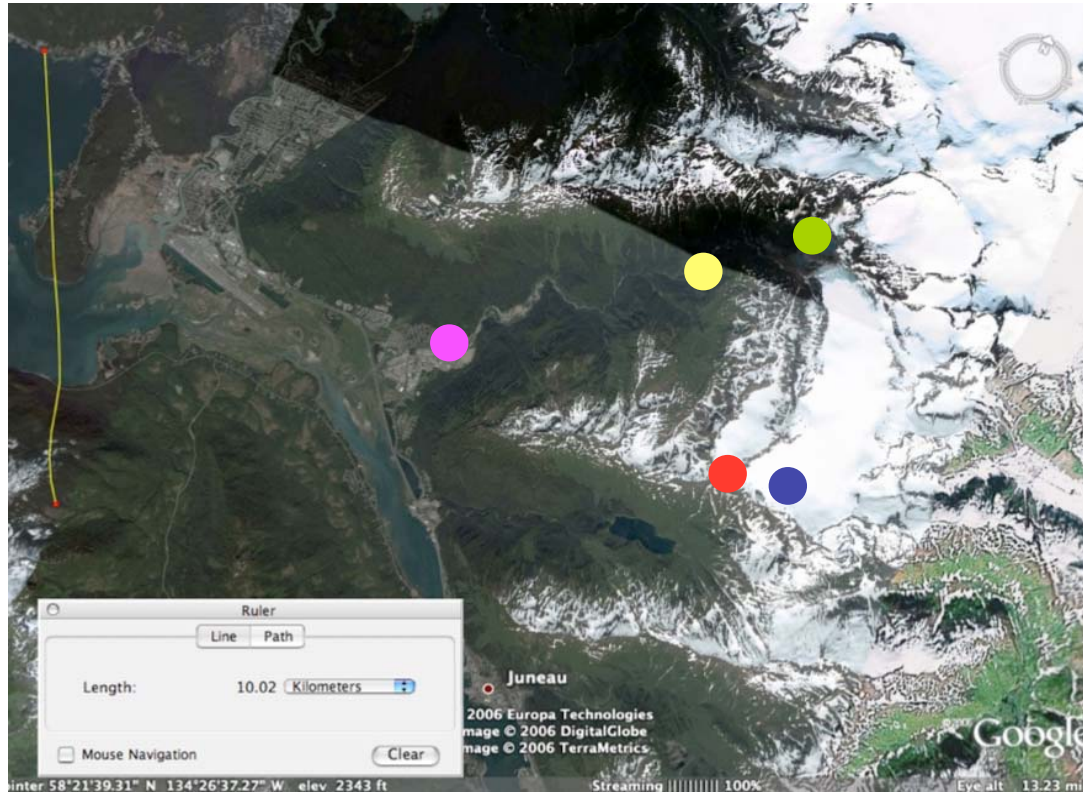 Ruler
Line Path
Length: 10.02 Kilometers
Mouse Navigation Clear
Juneau
2006 Europa Technologies
mage © 2006 DigitalGlobe
mage © 2006 TerraMetrics
Google
ointer 58°21'39.31" N 134°26'37.27" W elev 2343 ft Streaming 100% Eye alt 13.23 mi